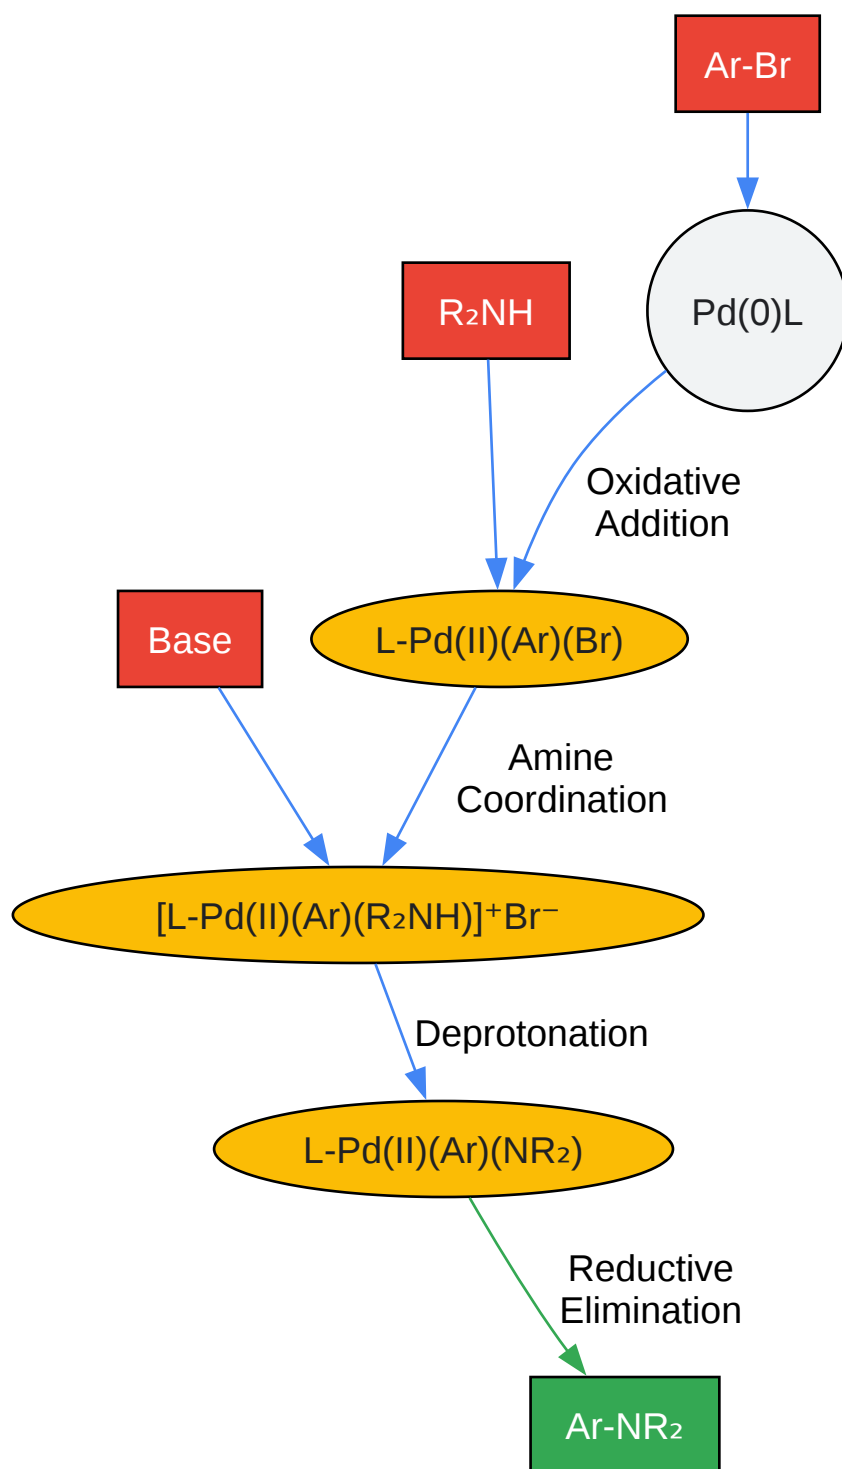 Ar-Br
R₂NH
Pd(0)L
Oxidative
Addition
Base
L-Pd(II)(Ar)(Br)
Amine
Coordination
[L-Pd(II)(Ar)(R₂NH)]⁺Br⁻
Deprotonation
L-Pd(II)(Ar)(NR₂)
Reductive
Elimination
Ar-NR₂